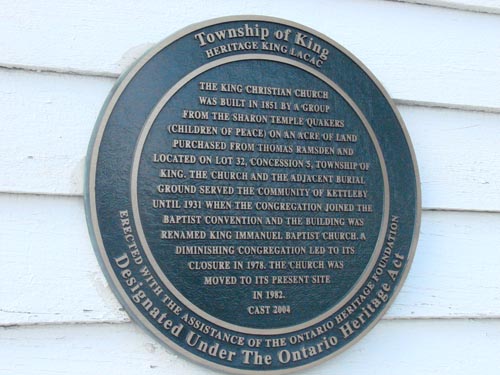 Township of King
HERITAGE KING LACAC
THE KING CHRISTIAN CHURCH
WAS BUILT IN 1851 BY A GROUP
FROM THE SHARON TEMPLE QUAKERS
(CHILDREN OF PEACE) ON AN ACRE OF LAND
PURCHASED FROM THOMAS RAMSDEN AND
LOCATED ON LOT 32, CONCESSION 5, TOWNSHIP OF
KING. THE CHURCH AND THE ADJACENT BURIAL
GROUND SERVED THE COMMUNITY OF KETTLEBY
UNTIL 1931 WHEN THE CONGREGATION JOINED THE
BAPTIST CONVENTION AND THE BUILDING WAS
RENAMED KING IMMANUEL BAPTIST CHURCH. A
DIMINISHING CONGREGATION LED TO ITS
CLOSURE IN 1978. THE CHURCH WAS
MOVED TO ITS PRESENT SITE
IN 1982.
CAST 2004
ERECTED WITH THE ASSISTANCE OF THE ONTARIO HERITAGE FOUNDATION
Designated Under The Ontario Heritage Act